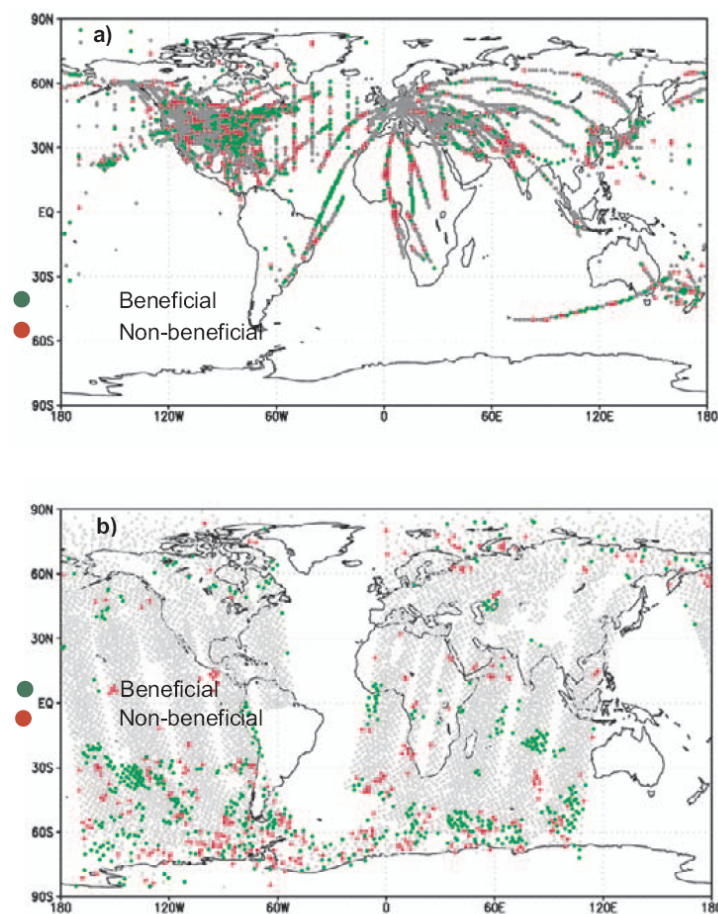 90N
a)
60N
30N
EQ
30S
Beneficial
Non-beneficial
60S
90S
180 120W 60W 0 60E 120E 180
90N
b)
60N
30N
Beneficial
EQ
Non-beneficial
30S
60S
90S
180 120W 60W 0 60E 120E 180